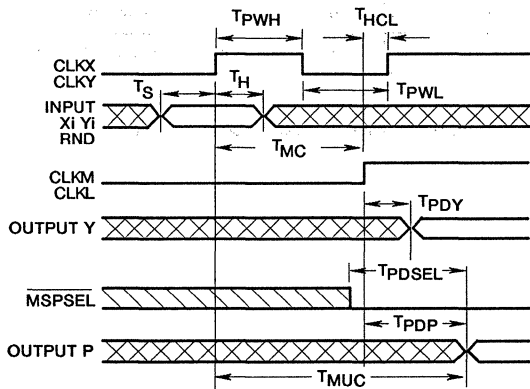 TPWH
THCL
CLKX
CLKY
TS
TH
TPWL
INPUT
Xi Yi
RND
TMC
CLKM
CLKL
TPDY
OUTPUT Y
TPDSEL
MSPSEL
TPDP
OUTPUT P
TMUC